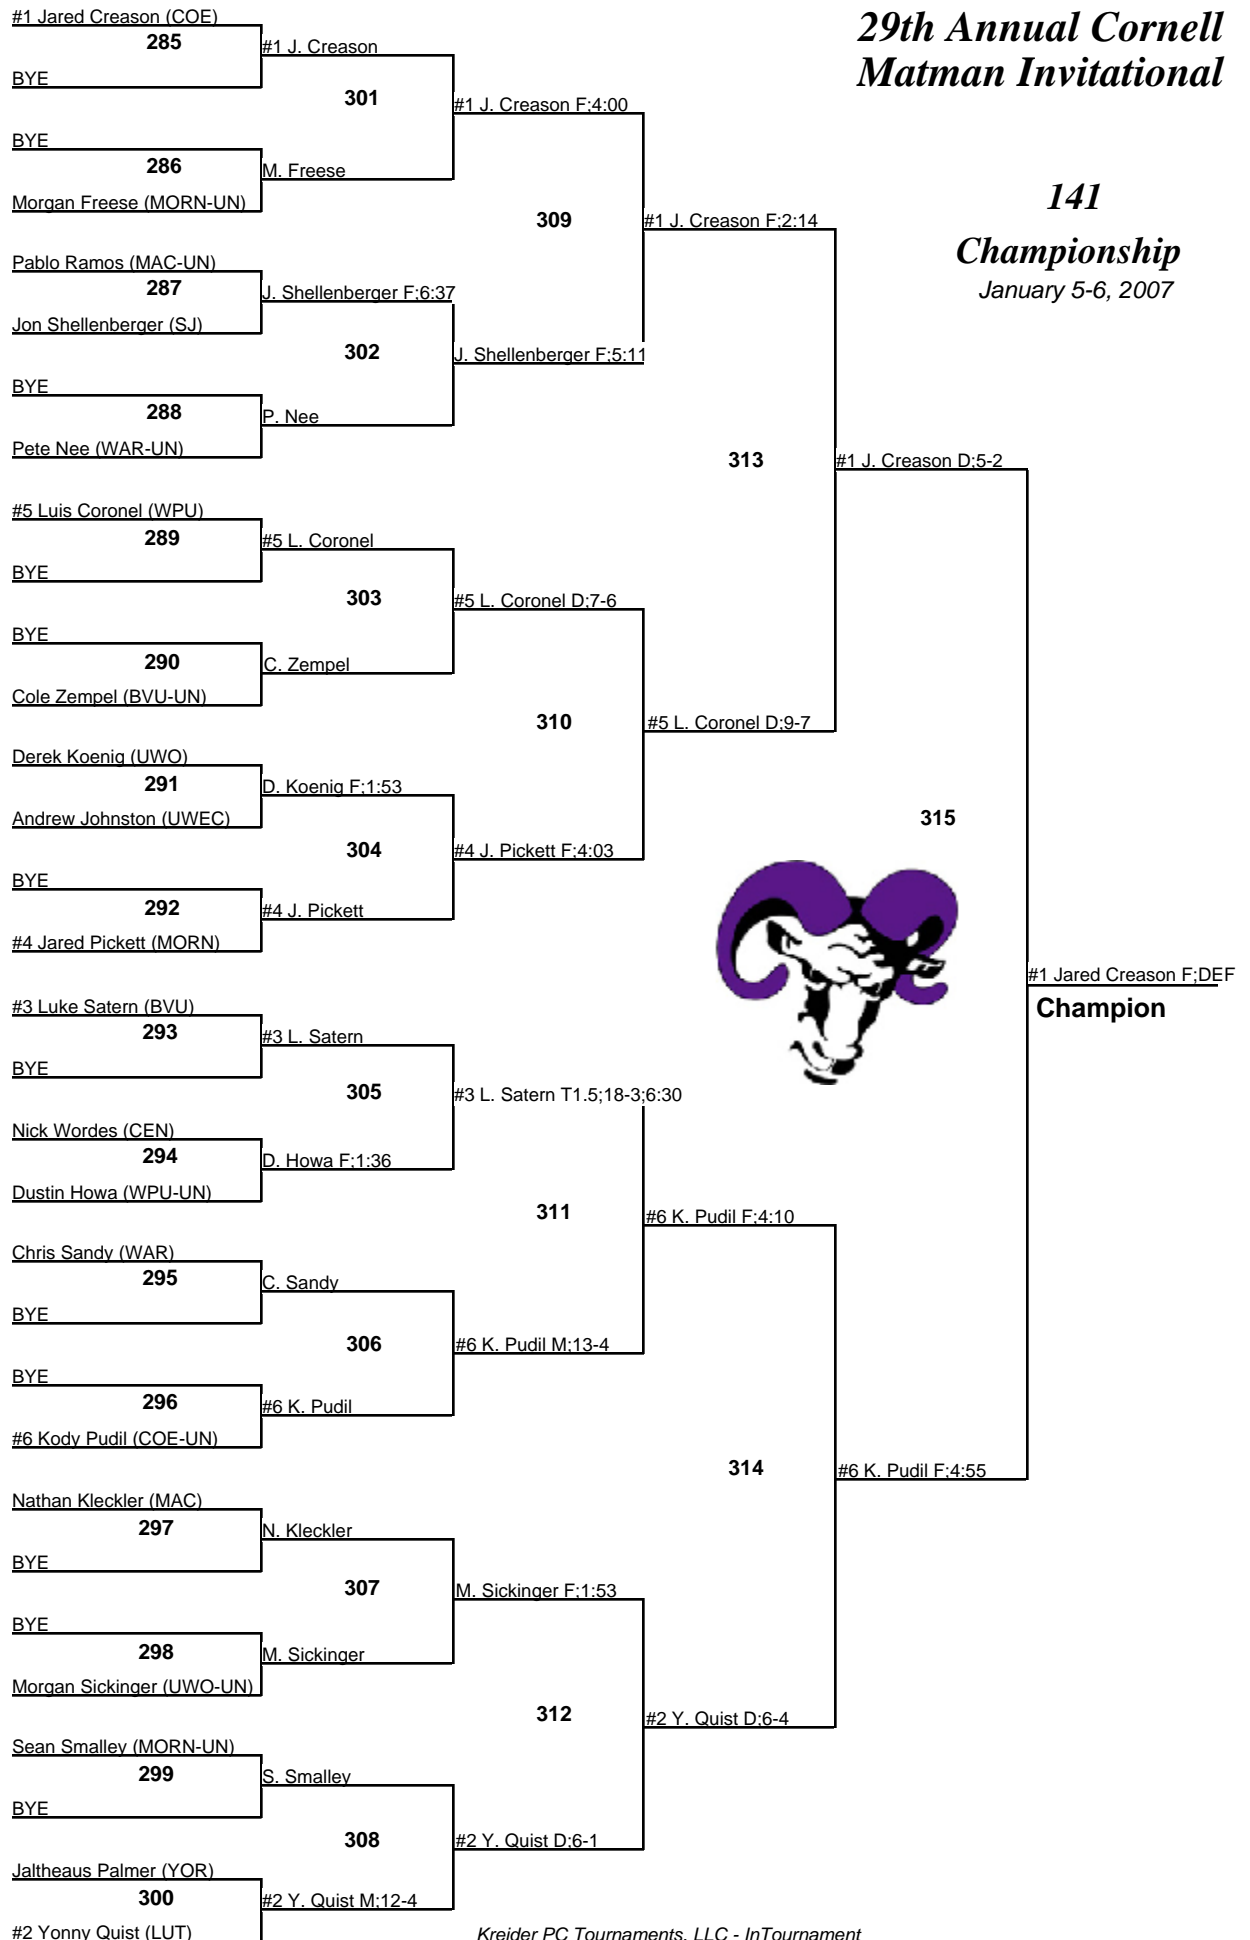 29th Annual Cornell
Matman Invitational
141
Championship
January 5-6, 2007
#1 Jared Creason (COE)
285
BYE
BYE
286
Morgan Freese (MORN-UN)
Pablo Ramos (MAC-UN)
287
Jon Shellenberger (SJ)
BYE
288
Pete Nee (WAR-UN)
#5 Luis Coronel (WPU)
289
BYE
BYE
290
Cole Zempel (BVU-UN)
Derek Koenig (UWO)
291
Andrew Johnston (UWEC)
BYE
292
#4 Jared Pickett (MORN)
#3 Luke Satern (BVU)
293
BYE
Nick Wordes (CEN)
294
Dustin Howa (WPU-UN)
Chris Sandy (WAR)
295
BYE
BYE
296
#6 Kody Pudil (COE-UN)
Nathan Kleckler (MAC)
297
BYE
BYE
298
Morgan Sickinger (UWO-UN)
Sean Smalley (MORN-UN)
299
BYE
Jaltheaus Palmer (YOR)
300
#2 Yonny Quist (LUT)
#1 J. Creason
301
M. Freese
J. Shellenberger F;6:37
302
P. Nee
#5 L. Coronel
303
C. Zempel
D. Koenig F;1:53
304
#4 J. Pickett
#3 L. Satern
305
D. Howa F;1:36
C. Sandy
306
#6 K. Pudil
N. Kleckler
307
M. Sickinger
S. Smalley
308
#2 Y. Quist M;12-4
#1 J. Creason F;4:00
309
J. Shellenberger F;5:11
#5 L. Coronel D;7-6
310
#4 J. Pickett F;4:03
#3 L. Satern T1.5;18-3;6:30
311
#6 K. Pudil M;13-4
M. Sickinger F;1:53
312
#2 Y. Quist D;6-1
#1 J. Creason F;2:14
313
#5 L. Coronel D;9-7
#6 K. Pudil F;4:10
314
#2 Y. Quist D;6-4
#1 J. Creason D;5-2
315
#6 K. Pudil F;4:55
#1 Jared Creason F;DEF
Champion
Kreider PC Tournaments, LLC - InTournament